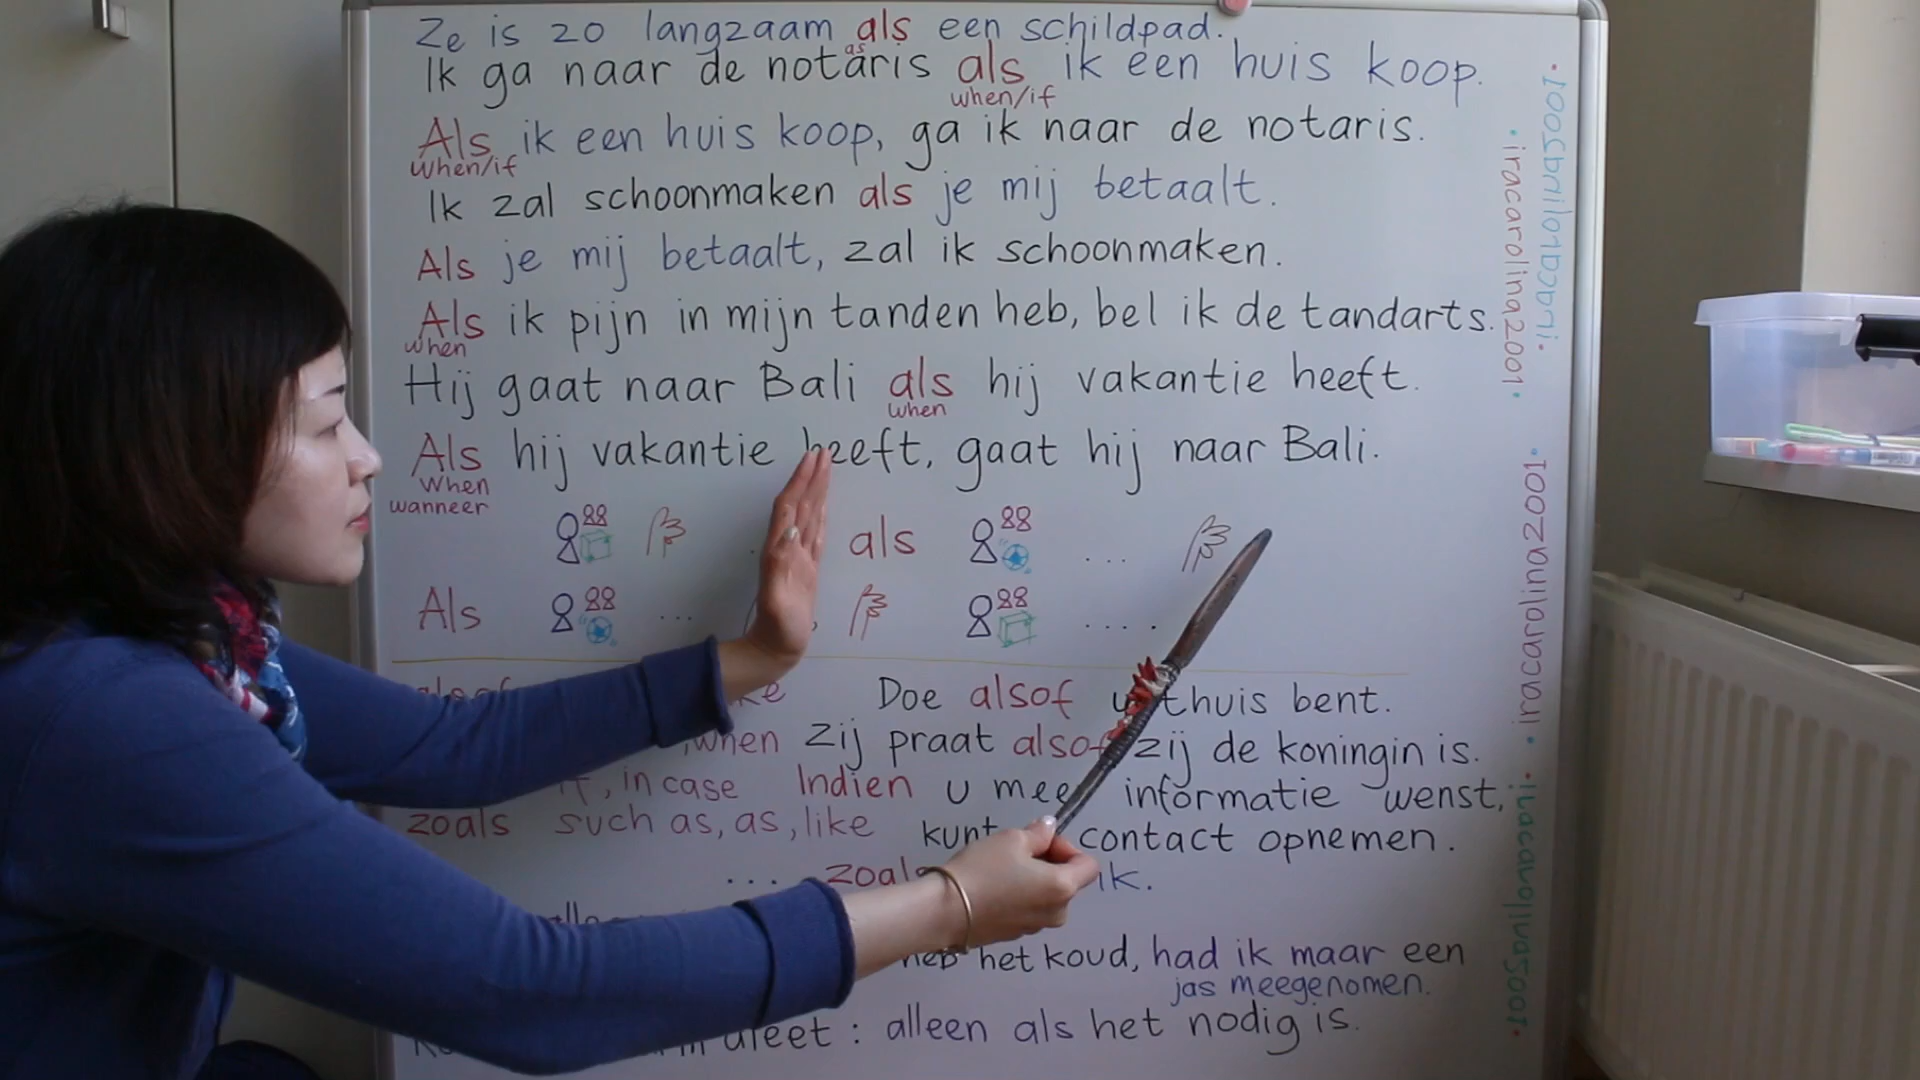 Ze is zo langzaam als een schildpad.
as
Ik ga naar de notaris als ik een huis koop.
when/if
Als ik een huis koop, ga ik naar de notaris.
when/if
Ik zal schoonmaken als je mij betaalt.
Als je mij betaalt, zal ik schoonmaken.
Als ik pijn in mijn tanden heb, bel ik de tandarts.
when
Hij gaat naar Bali als hij vakantie heeft.
when
Als hij vakantie heeft, gaat hij naar Bali.
when
wanneer
... als ...
Als ... , ....
alsof Doe alsof thuis bent.
, when Zij praat alsof zij de koningin is.
, in case Indien u meer informatie wenst,
zoals such as, as, like kunt contact opnemen.
... zoals ik.
heb het koud, had ik maar een
jas meegenomen.
: alleen als het nodig is.
iracarolina2001
iracarolina2001
iracarolina2001
iracarolina2001